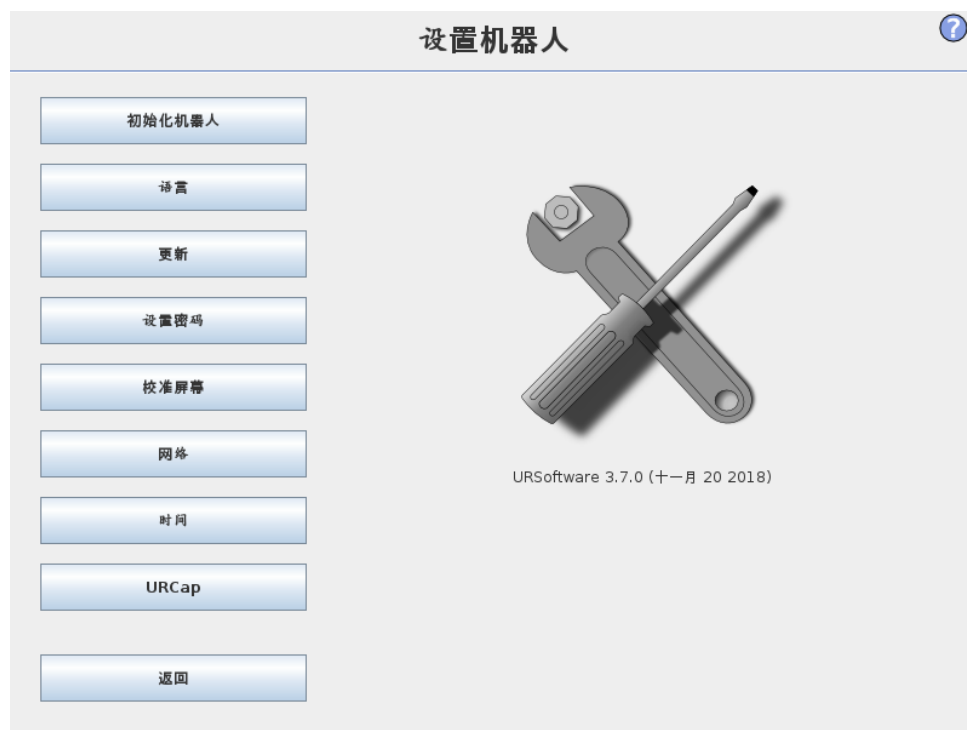 设置机器人
?
初始化机器人
语言
更新
设置密码
校准屏幕
网络
时间
URCap
返回
URSoftware 3.7.0 (十一月 20 2018)